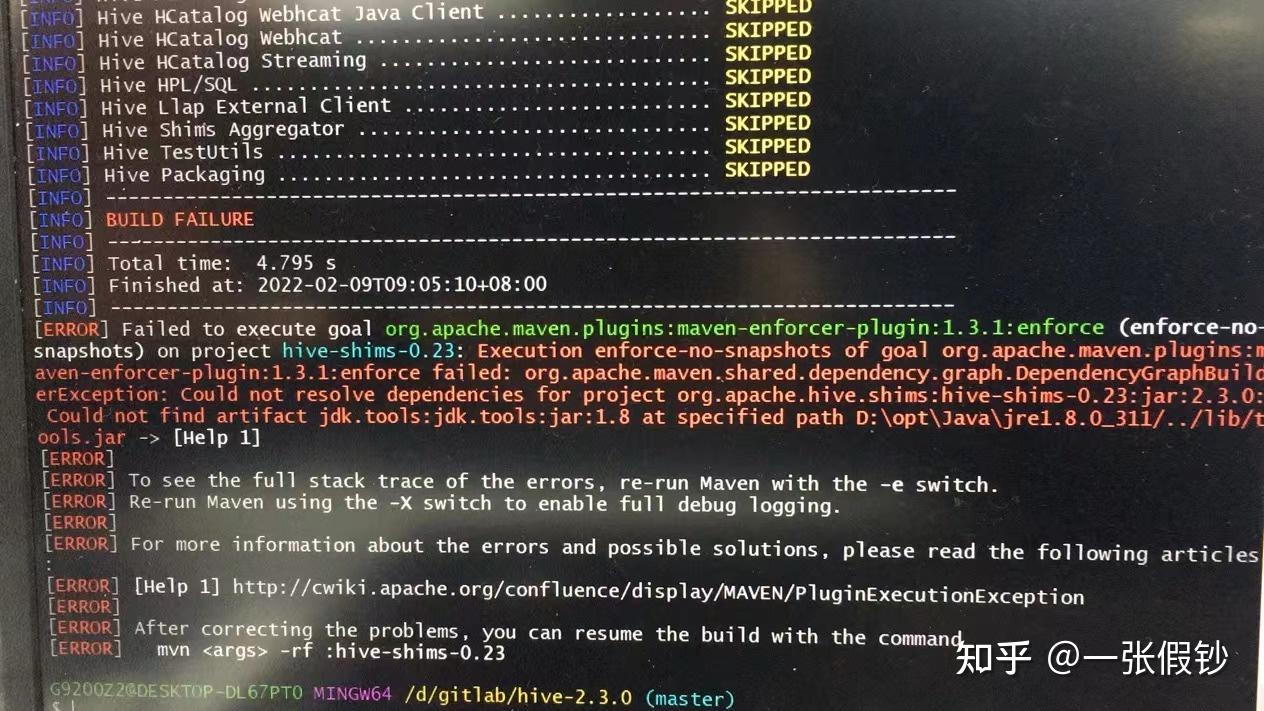 [INFO] Hive HCatalog Webhcat Java Client .......................... SKIPPED
[INFO] Hive HCatalog Webhcat ...................................... SKIPPED
[INFO] Hive HCatalog Streaming .................................... SKIPPED
[INFO] Hive HPL/SQL ............................................... SKIPPED
[INFO] Hive Llap External Client .................................. SKIPPED
[INFO] Hive Shims Aggregator ...................................... SKIPPED
[INFO] Hive TestUtils ............................................. SKIPPED
[INFO] Hive Packaging ............................................. SKIPPED
[INFO] ------------------------------------------------------------------------
[INFO] BUILD FAILURE
[INFO] ------------------------------------------------------------------------
[INFO] Total time:  4.795 s
[INFO] Finished at: 2022-02-09T09:05:10+08:00
[INFO] ------------------------------------------------------------------------
[ERROR] Failed to execute goal org.apache.maven.plugins:maven-enforcer-plugin:1.3.1:enforce (enforce-no-
snapshots) on project hive-shims-0.23: Execution enforce-no-snapshots of goal org.apache.maven.plugins:m
aven-enforcer-plugin:1.3.1:enforce failed: org.apache.maven.shared.dependency.graph.DependencyGraphBuild
erException: Could not resolve dependencies for project org.apache.hive.shims:hive-shims-0.23:jar:2.3.0:
Could not find artifact jdk.tools:jdk.tools:jar:1.8 at specified path D:\opt\Java\jre1.8.0_311/../lib/t
ools.jar -> [Help 1]
[ERROR]
[ERROR] To see the full stack trace of the errors, re-run Maven with the -e switch.
[ERROR] Re-run Maven using the -X switch to enable full debug logging.
[ERROR]
[ERROR] For more information about the errors and possible solutions, please read the following articles
:
[ERROR] [Help 1] http://cwiki.apache.org/confluence/display/MAVEN/PluginExecutionException
[ERROR]
[ERROR] After correcting the problems, you can resume the build with the command
[ERROR]   mvn <args> -rf :hive-shims-0.23
知乎 @一张假钞
G9200Z2@DESKTOP-DL67PT0 MINGW64 /d/gitlab/hive-2.3.0 (master)
$